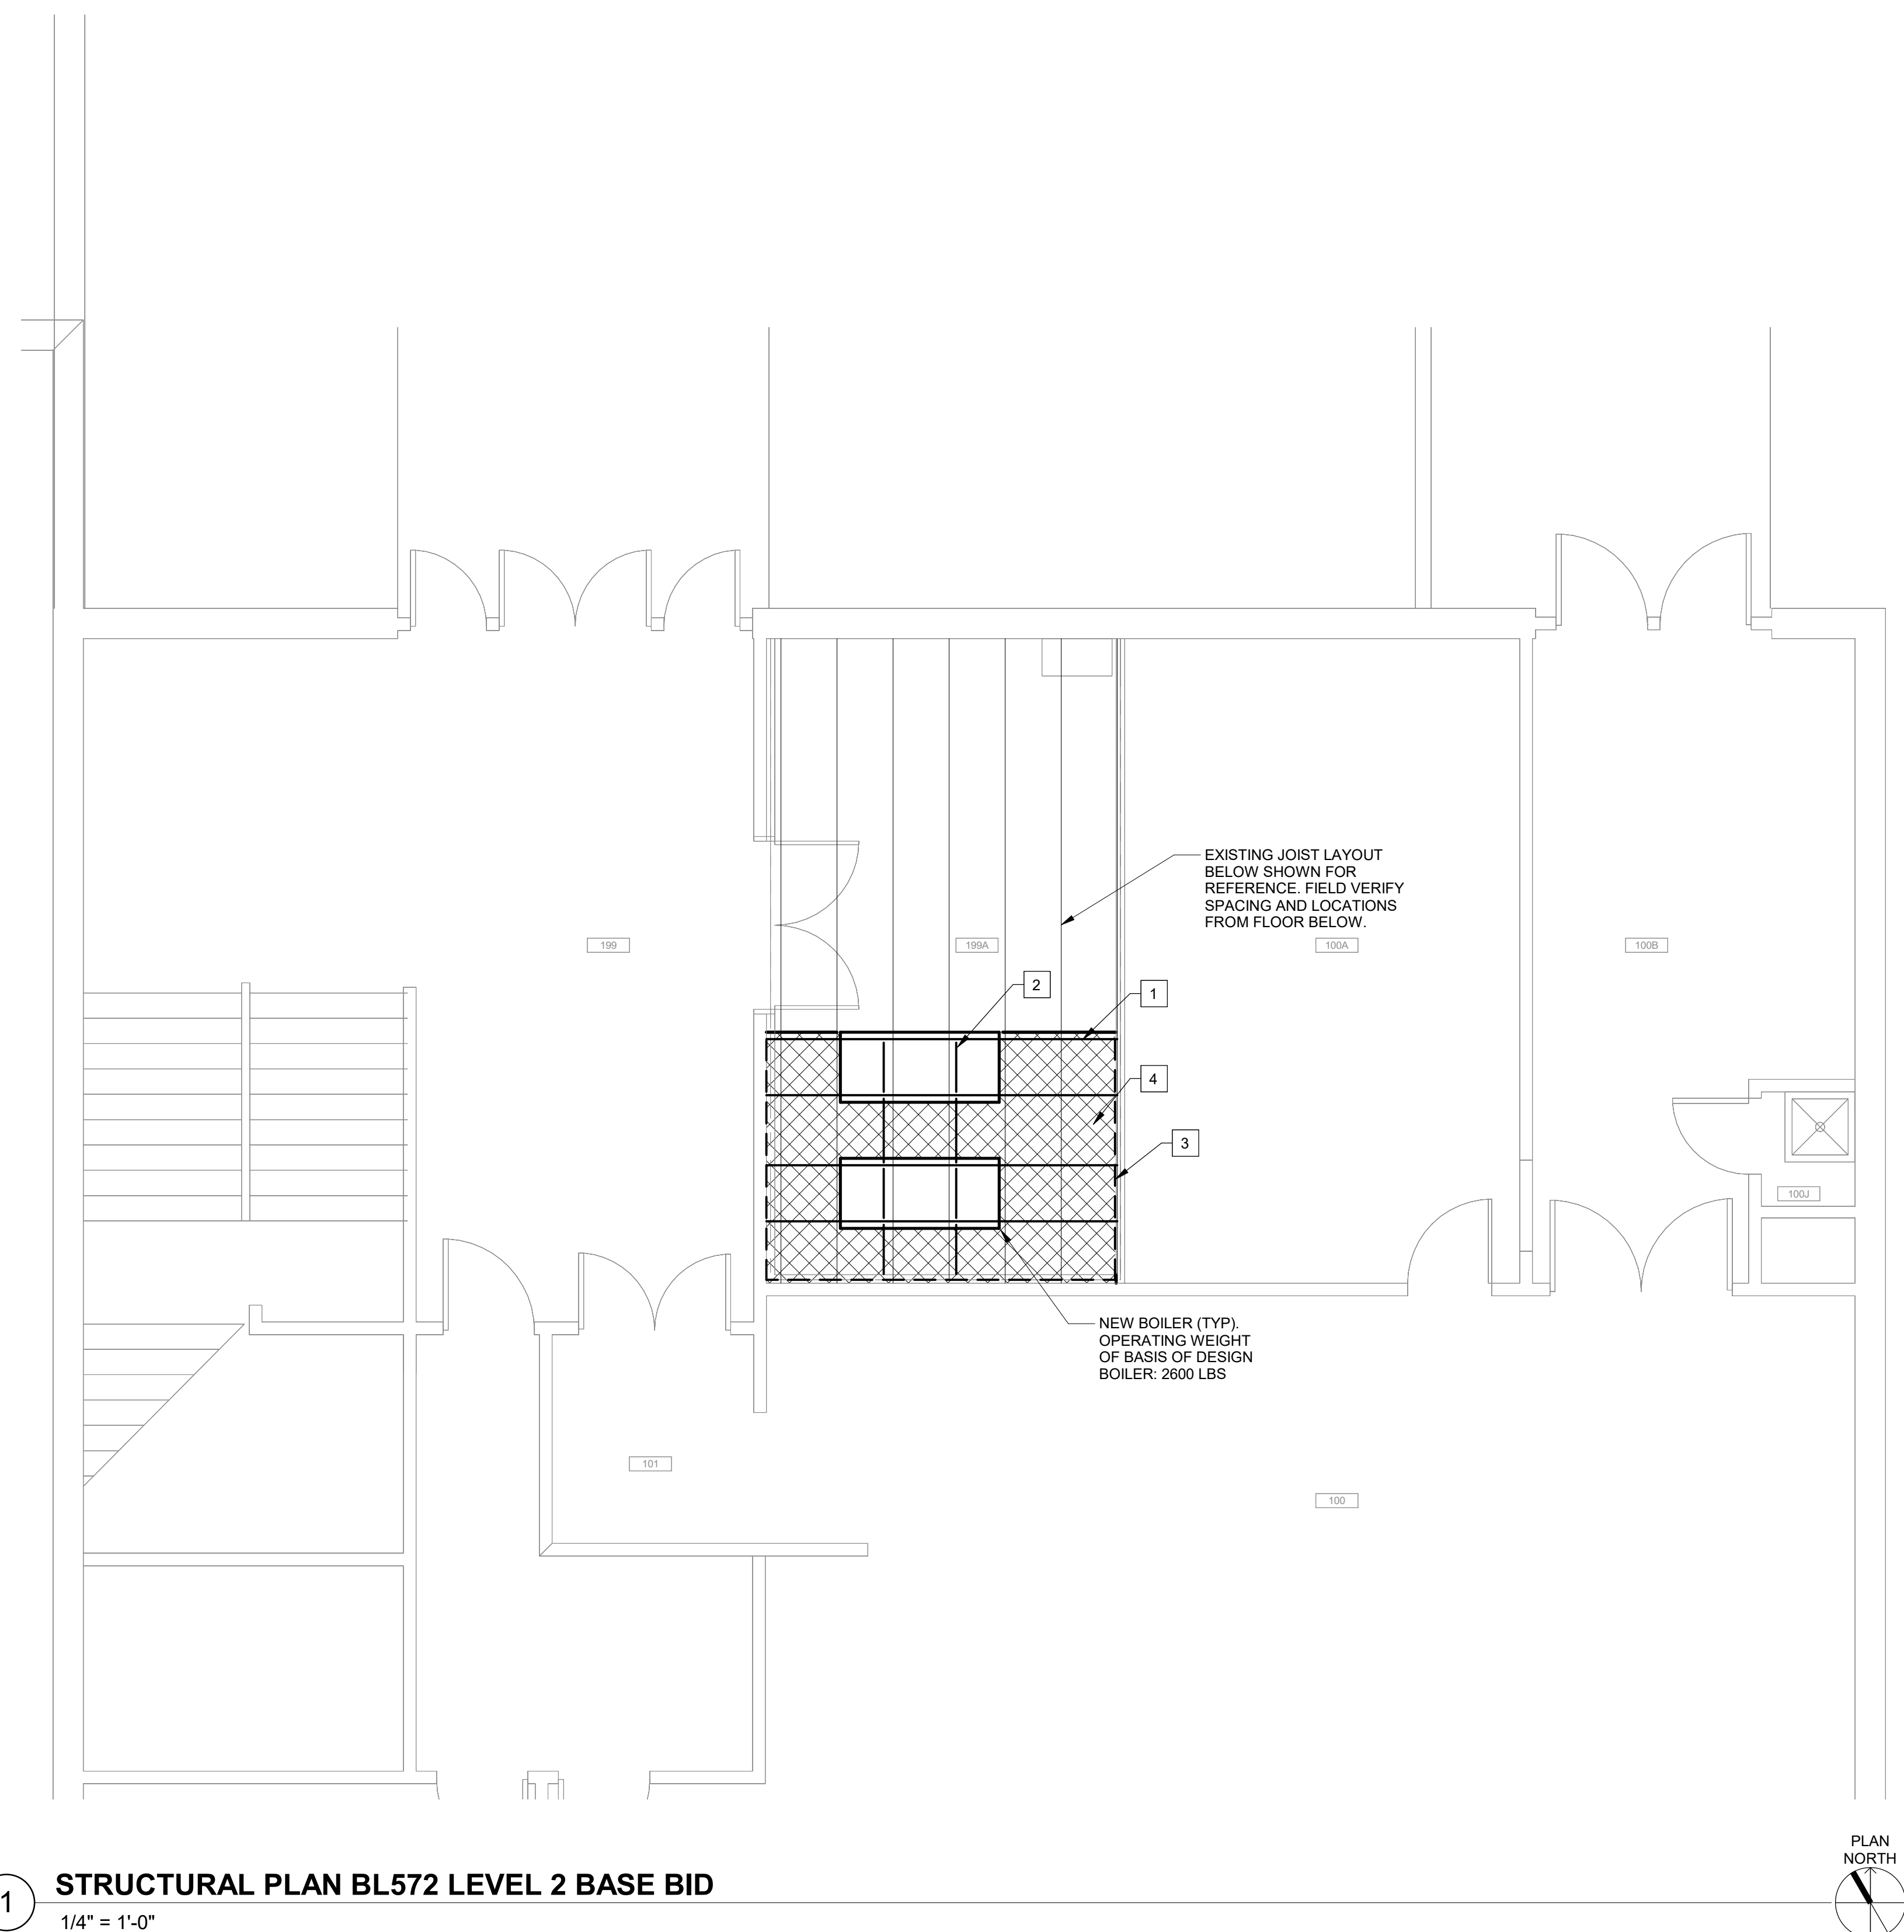 EXISTING JOIST LAYOUT
BELOW SHOWN FOR
REFERENCE. FIELD VERIFY
SPACING AND LOCATIONS
FROM FLOOR BELOW.
199
199A
100A
100B
2
1
4
3
100J
NEW BOILER (TYP).
OPERATING WEIGHT
OF BASIS OF DESIGN
BOILER: 2600 LBS
101
100
PLAN
NORTH
1
STRUCTURAL PLAN BL572 LEVEL 2 BASE BID
1/4" = 1'-0"